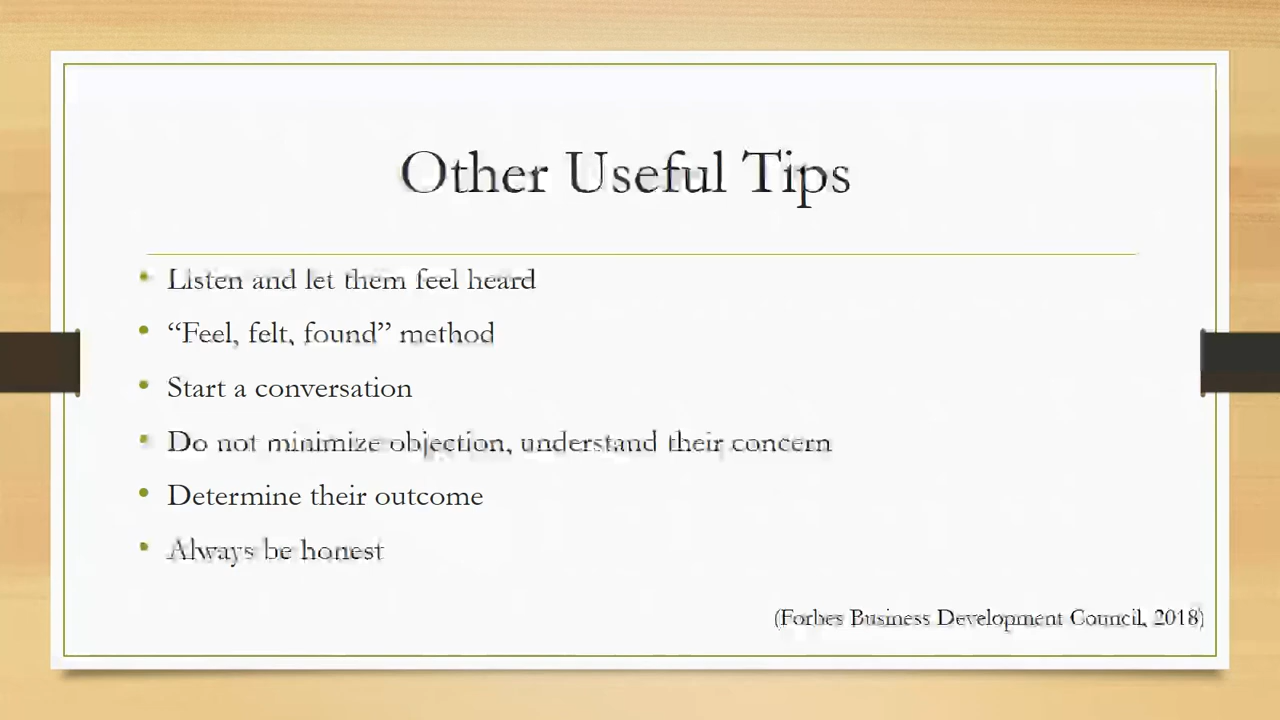 Other Useful Tips
• Listen and let them feel heard
• “Feel, felt, found” method
• Start a conversation
• Do not minimize objection, understand their concern
• Determine their outcome
• Always be honest
(Forbes Business Development Council, 2018)